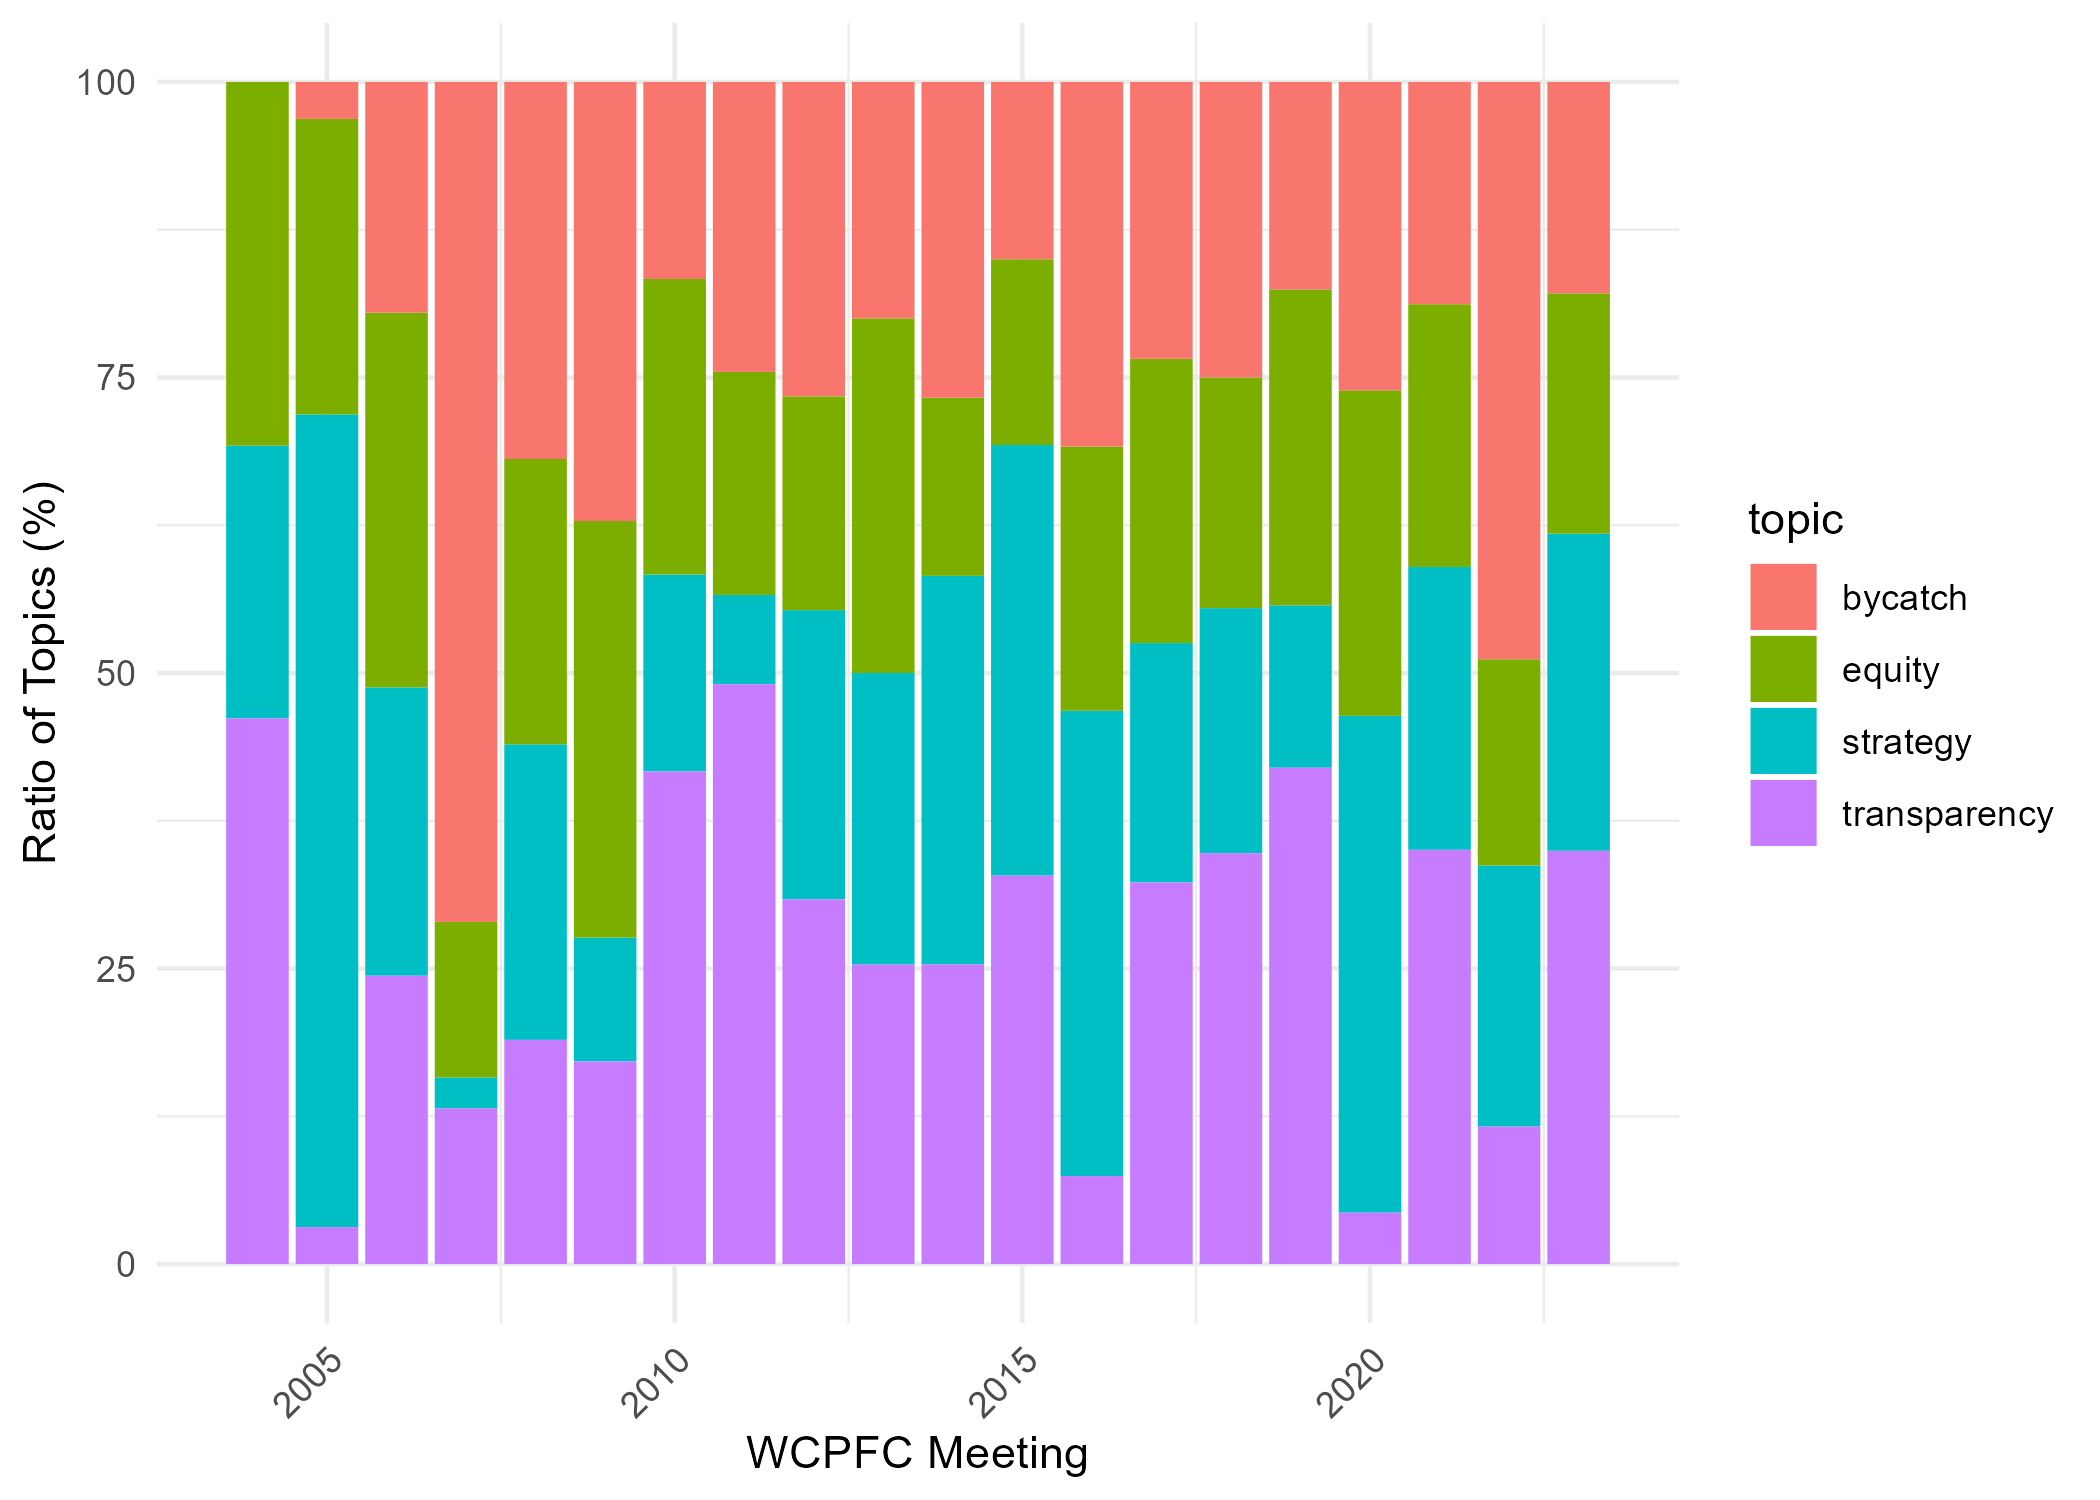 100
75
50
25
0
Ratio of Topics (%)
2005
2010
2015
2020
WCPFC Meeting
topic
bycatch
equity
strategy
transparency